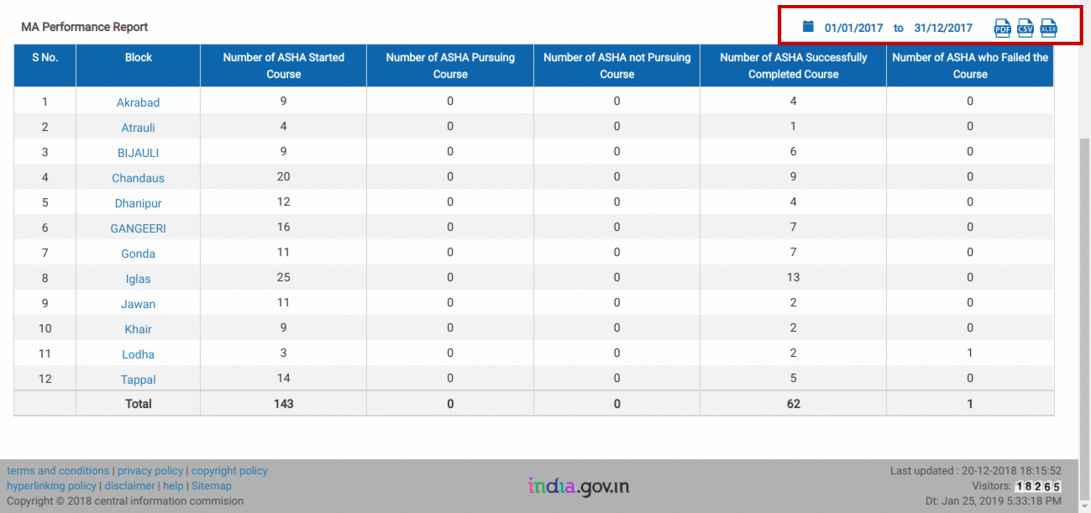 MA Performance Report
01/01/2017 to 31/12/2017 PDF CSV XLSX
S No. Block Number of ASHA Started Course Number of ASHA Pursuing Course Number of ASHA not Pursuing Course Number of ASHA Successfully Completed Course Number of ASHA who Failed the Course
1 Akrabad 9 0 0 4 0
2 Atrauli 4 0 0 1 0
3 BIJAULI 9 0 0 6 0
4 Chandaus 20 0 0 9 0
5 Dhanipur 12 0 0 4 0
6 GANGEERI 16 0 0 7 0
7 Gonda 11 0 0 7 0
8 Iglas 25 0 0 13 0
9 Jawan 11 0 0 2 0
10 Khair 9 0 0 2 0
11 Lodha 3 0 0 2 1
12 Tappal 14 0 0 5 0
Total 143 0 0 62 1
terms and conditions | privacy policy | copyright policy
hyperlinking policy | disclaimer | help | Sitemap
Copyright © 2018 central information commision
india.gov.in
Last updated : 20-12-2018 18:15:52
Visitors: 18265
Dt: Jan 25, 2019 5:33:18 PM